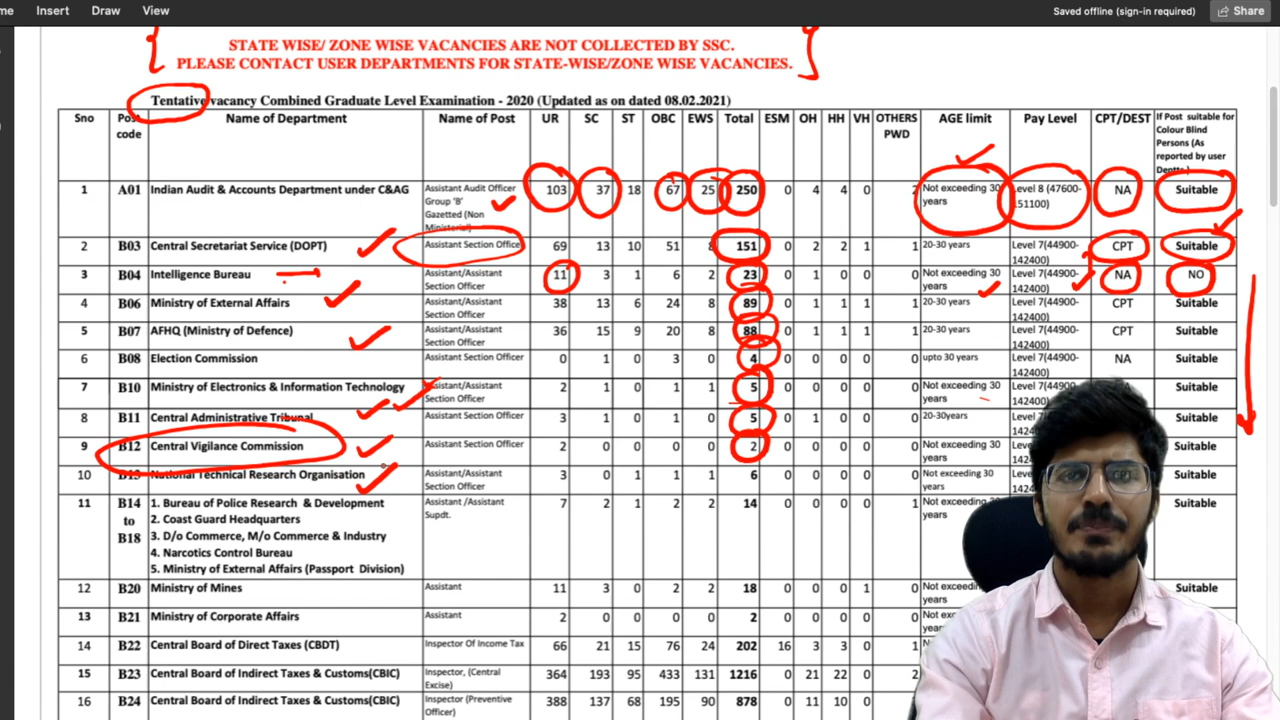 me Insert Draw View Saved offline (sign-in required) Share
STATE WISE/ ZONE WISE VACANCIES ARE NOT COLLECTED BY SSC.
PLEASE CONTACT USER DEPARTMENTS FOR STATE-WISE/ZONE WISE VACANCIES.
Tentative vacancy Combined Graduate Level Examination - 2020 (Updated as on dated 08.02.2021)
Sno Post code Name of Department Name of Post UR SC ST OBC EWS Total ESM OH HH VH OTHERS PWD AGE limit Pay Level CPT/DEST If Post suitable for Colour Blind Persons (As reported by user Deptts.)
1 A01 Indian Audit & Accounts Department under C&AG Assistant Audit Officer Group 'B' Gazetted (Non Ministerial) 103 37 18 67 25 250 0 4 4 0 2 Not exceeding 30 years Level 8 (47600-151100) NA Suitable
2 B03 Central Secretariat Service (DOPT) Assistant Section Office 69 13 10 51 8 151 0 2 2 1 1 20-30 years Level 7(44900-142400) CPT Suitable
3 B04 Intelligence Bureau Assistant/Assistant Section Officer 11 3 1 6 2 23 0 1 0 0 0 Not exceeding 30 years Level 7(44900-142400) NA NO
4 B06 Ministry of External Affairs Assistant/Assistant Section Officer 38 13 6 24 8 89 0 1 1 1 1 20-30 years Level 7(44900-142400) CPT Suitable
5 B07 AFHQ (Ministry of Defence) Assistant/Assistant Section Officer 36 15 9 20 8 88 0 1 1 1 1 20-30 years Level 7(44900-142400) CPT Suitable
6 B08 Election Commission Assistant Section Officer 0 1 0 3 0 4 0 0 0 0 0 upto 30 years Level 7(44900-142400) NA Suitable
7 B10 Ministry of Electronics & Information Technology Assistant/Assistant Section Officer 2 1 0 1 1 5 0 0 0 0 0 Not exceeding 30 years Level 7(44900-142400) Suitable
8 B11 Central Administrative Tribunal Assistant Section Officer 3 1 0 1 0 5 0 1 0 0 0 20-30years Level 7 142400) Suitable
9 B12 Central Vigilance Commission Assistant Section Officer 2 0 0 0 0 2 0 0 0 0 0 Not exceeding 30 years Suitable
10 B13 National Technical Research Organisation Assistant/Assistant Section Officer 3 0 1 1 1 6 0 0 0 0 0 Not exceeding 30 years CPT Suitable
11 B14 to B18 1. Bureau of Police Research & Development Assistant /Assistant Supdt. 7 2 1 2 2 14 0 0 0 0 1 Not exceeding 30 years Suitable
2. Coast Guard Headquarters
3. D/o Commerce, M/o Commerce & Industry
4. Narcotics Control Bureau
5. Ministry of External Affairs (Passport Division)
12 B20 Ministry of Mines Assistant 11 3 0 2 2 18 0 0 0 1 0 Not exceeding years Suitable
13 B21 Ministry of Corporate Affairs Assistant 2 0 0 0 0 2 0 0 0 0 0 years
14 B22 Central Board of Direct Taxes (CBDT) Inspector Of Income Tax 66 21 15 76 24 202 16 3 3 0 1
15 B23 Central Board of Indirect Taxes & Customs(CBIC) Inspector, (Central Excise) 364 193 95 433 131 1216 0 21 22 0 2
16 B24 Central Board of Indirect Taxes & Customs(CBIC) Inspector (Preventive Officer) 388 137 68 195 90 878 0 11 10 0